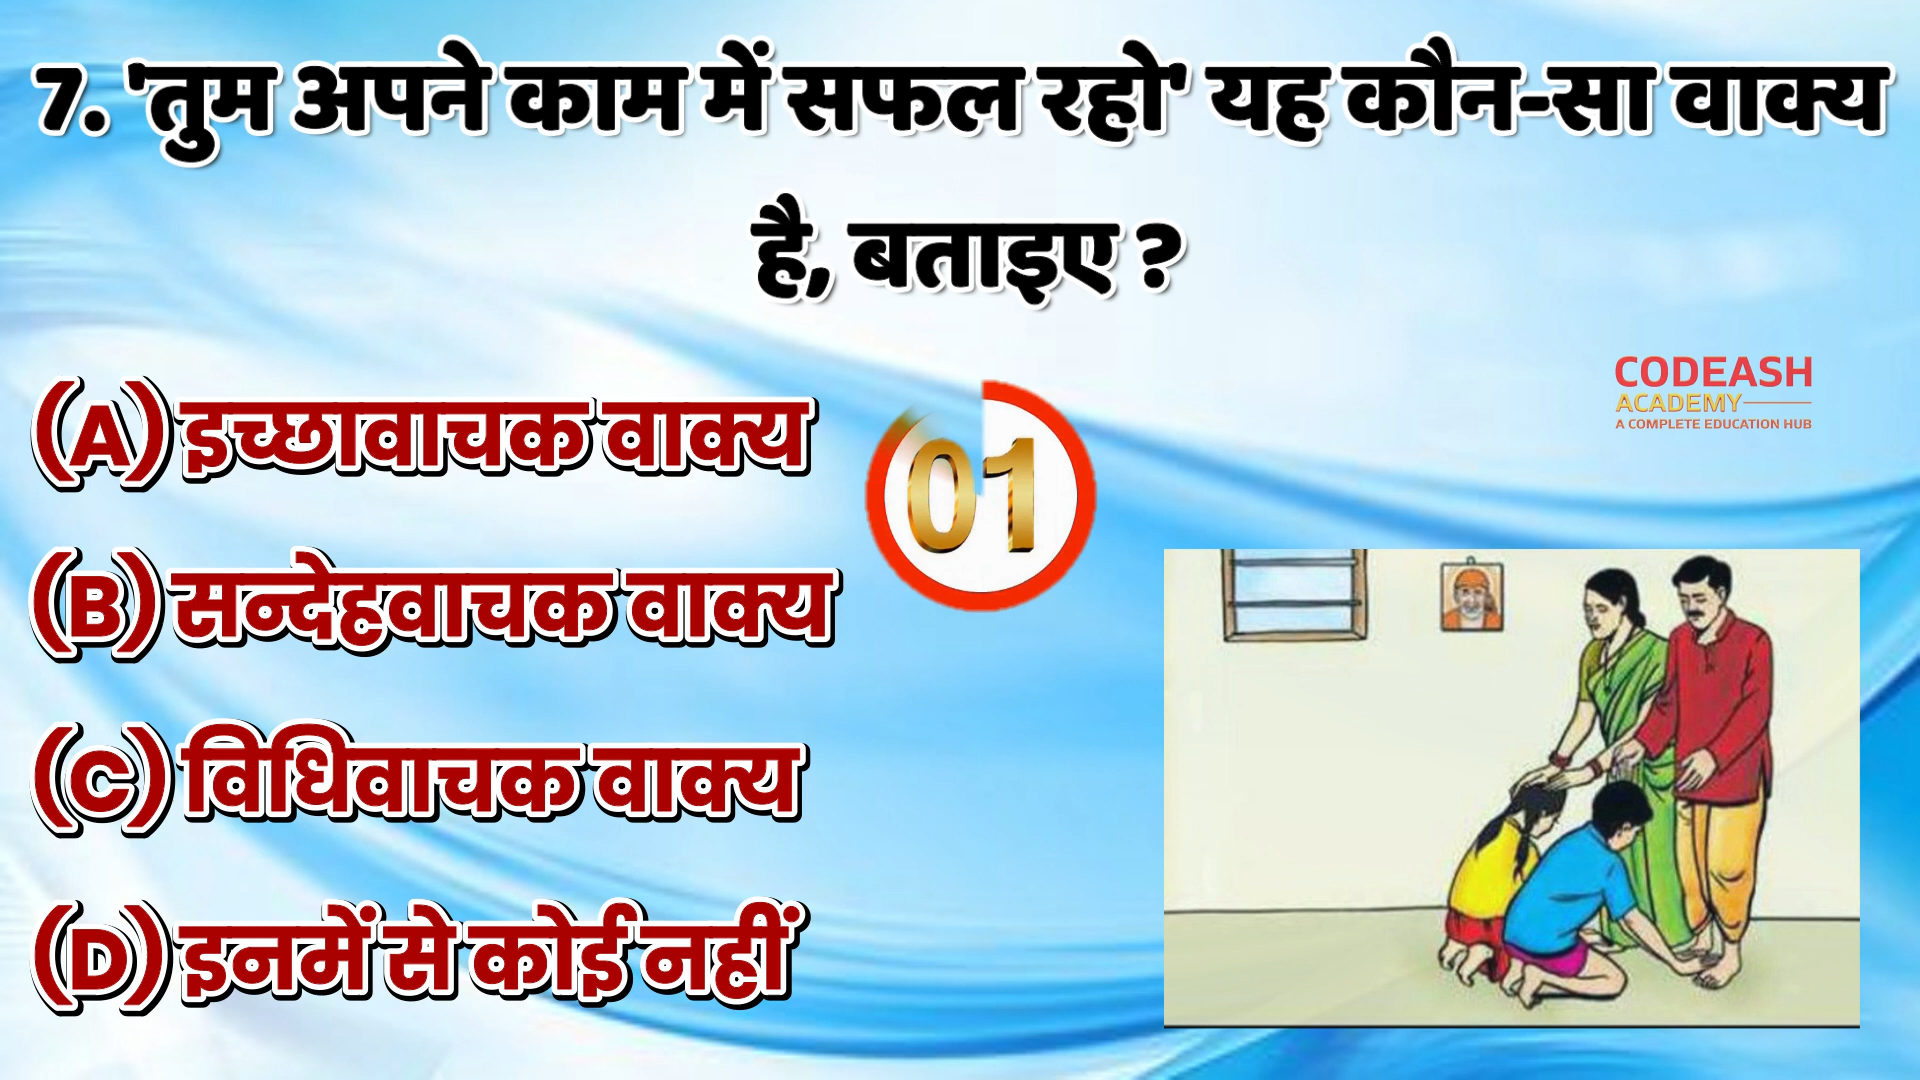 7. 'तुम अपने काम में सफल रहो' यह कौन-सा वाक्य
है, बताइए ?
(A) इच्छावाचक वाक्य
01
CODEASH
ACADEMY
A COMPLETE EDUCATION HUB
(B) सन्देहवाचक वाक्य
(C) विधिवाचक वाक्य
(D) इनमें से कोई नहीं